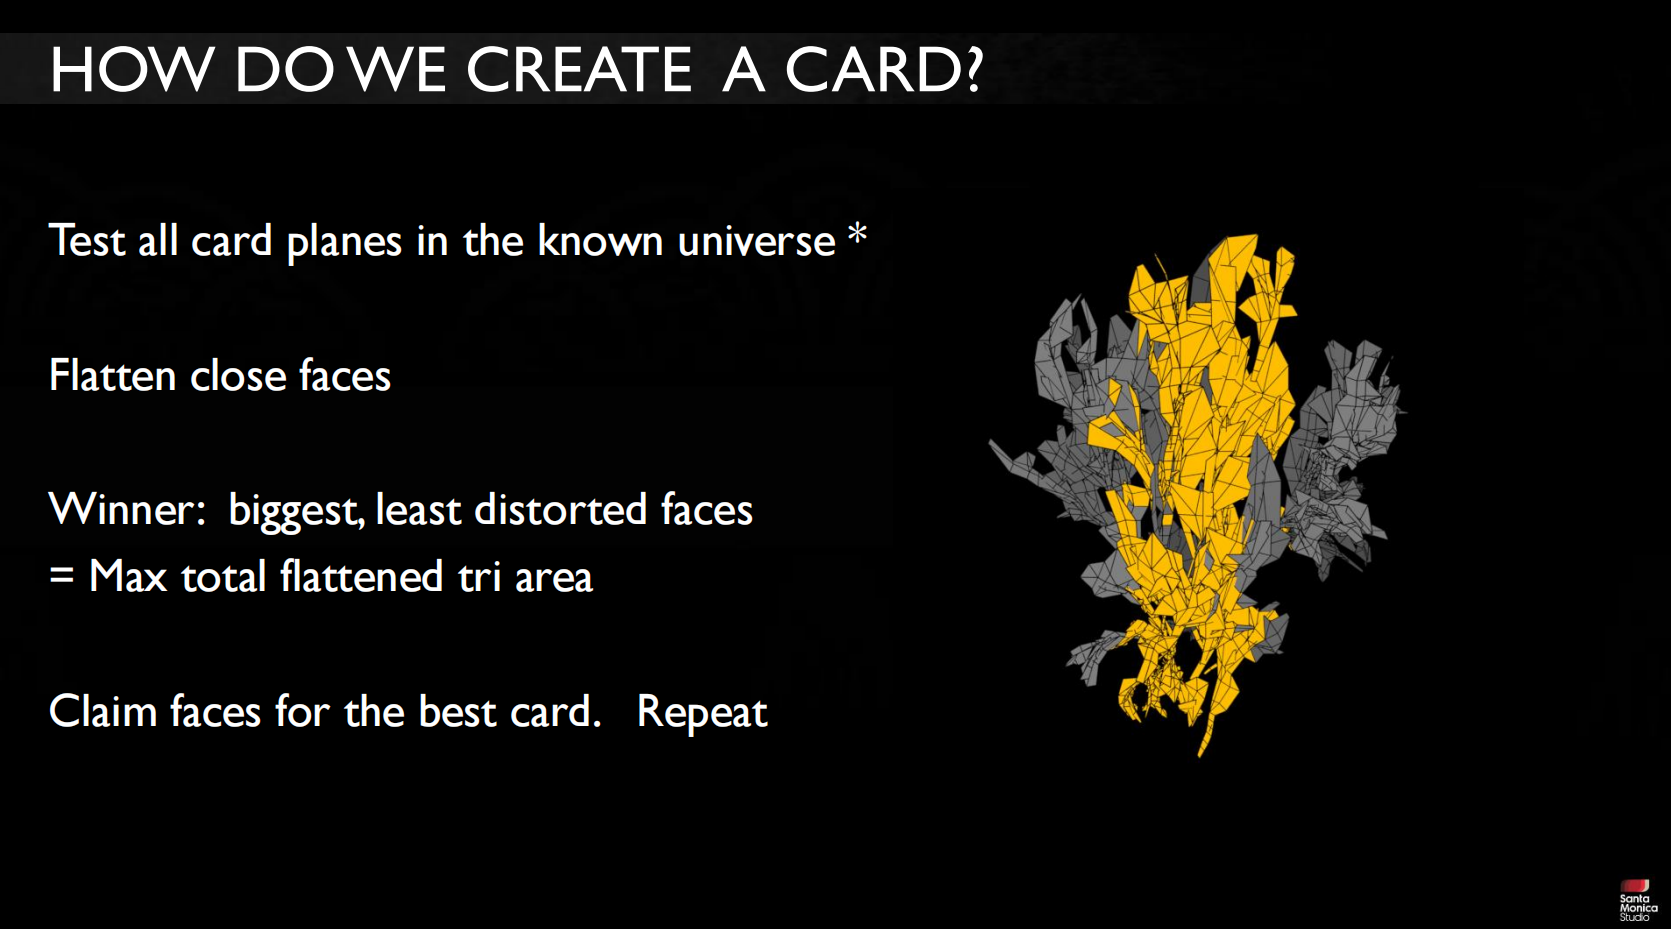 HOW DO WE CREATE A CARD?
Test all card planes in the known universe *
Flatten close faces
Winner: biggest, least distorted faces
= Max total flattened tri area
Claim faces for the best card. Repeat
Santa
Monica
Studio